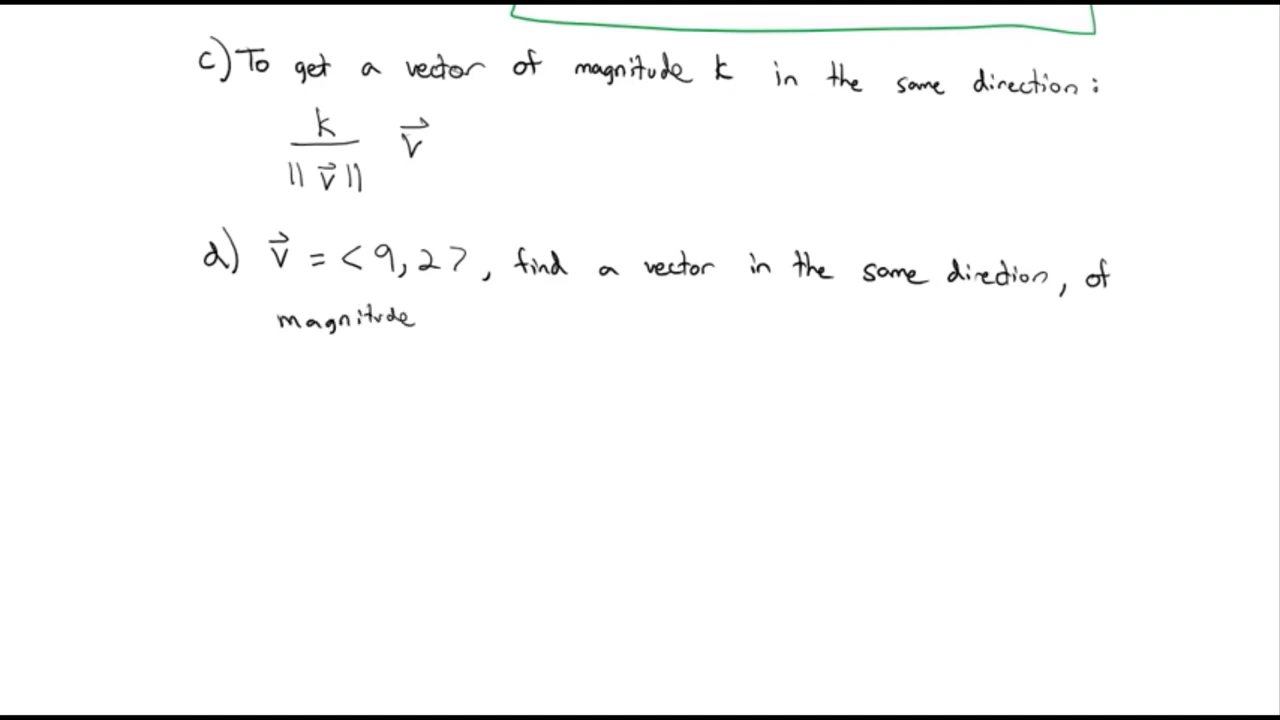 c) To get a vector of magnitude k in the same direction:
k
‖v⃗‖ v⃗
d) v⃗ = <9,2>, find a vector in the same direction, of
magnitude